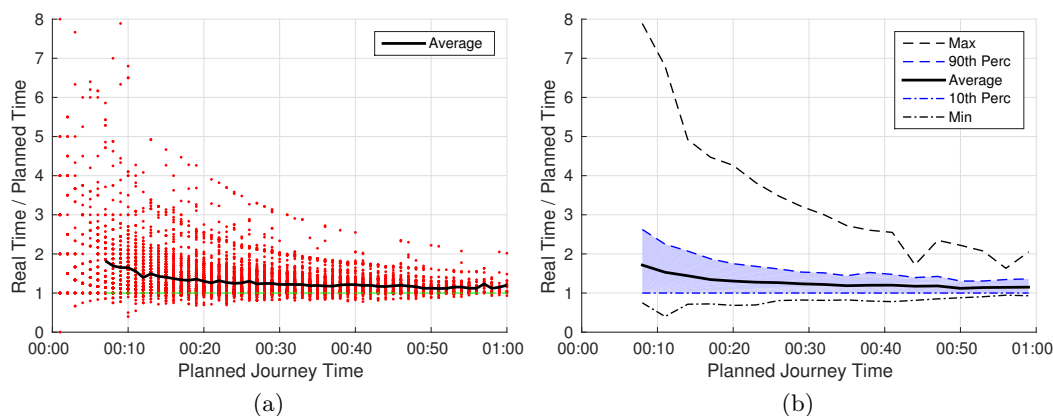 Real Time / Planned Time
8
7
6
5
4
3
2
1
0
00:00
00:10
00:20
00:30
00:40
00:50
01:00
Planned Journey Time
Average
(a)
Real Time / Planned Time
8
7
6
5
4
3
2
1
0
00:00
00:10
00:20
00:30
00:40
00:50
01:00
Planned Journey Time
Max
90th Perc
Average
10th Perc
Min
(b)